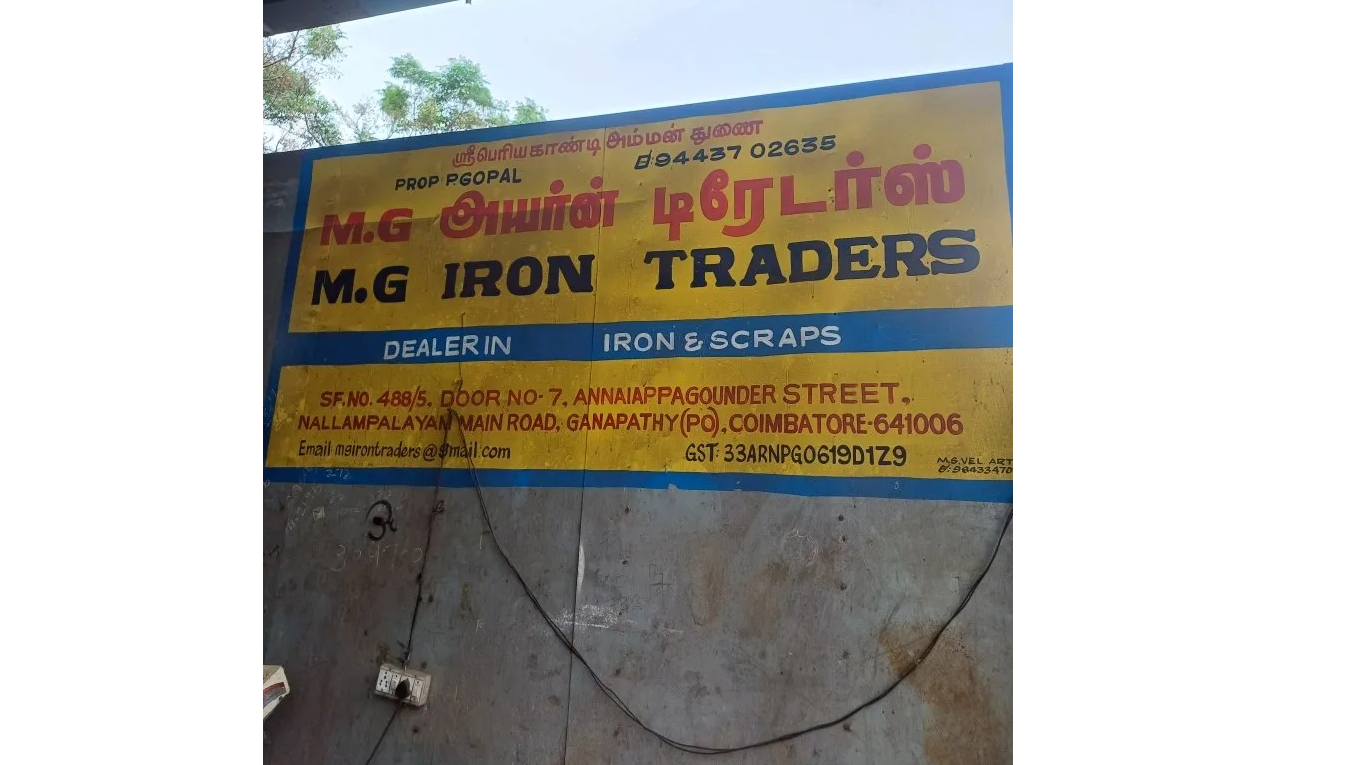 ஸ்ரீபெரியகாண்டி அம்மன் துணை
PROP P.GOPAL
✆:94437 02635
M.G அயர்ன் டிரேடர்ஸ்
M.G IRON TRADERS
DEALER IN IRON & SCRAPS
SF.NO. 488/5, DOOR NO-7, ANNAIAPPAGOUNDER STREET,
NALLAMPALAYAM MAIN ROAD, GANAPATHY (PO), COIMBATORE-641006
Email mgirontraders@gmail.com
GST: 33ARNPG0619D1Z9
M.G.VEL ART
✆:98433470